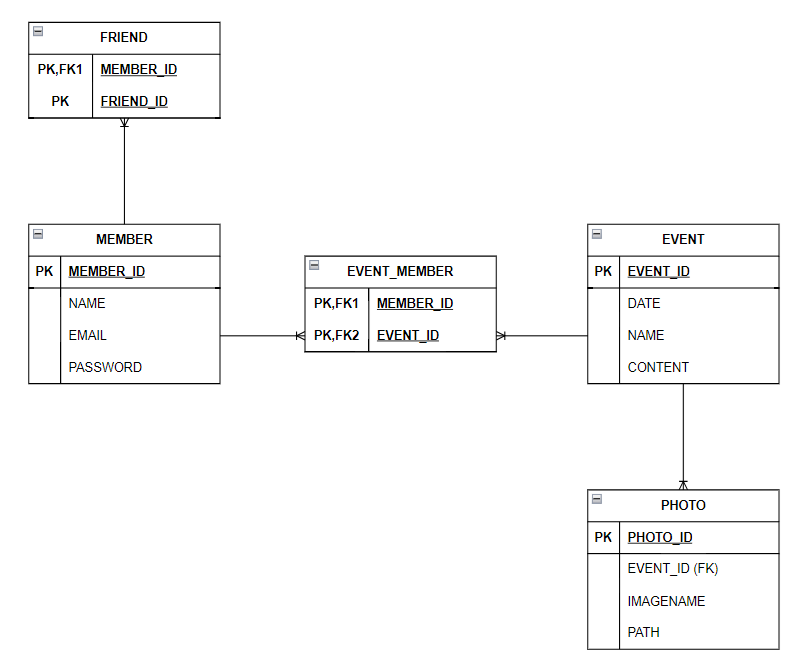 FRIEND
PK,FK1 MEMBER_ID
PK FRIEND_ID
MEMBER
PK MEMBER_ID
NAME
EMAIL
PASSWORD
EVENT_MEMBER
PK,FK1 MEMBER_ID
PK,FK2 EVENT_ID
EVENT
PK EVENT_ID
DATE
NAME
CONTENT
PHOTO
PK PHOTO_ID
EVENT_ID (FK)
IMAGENAME
PATH